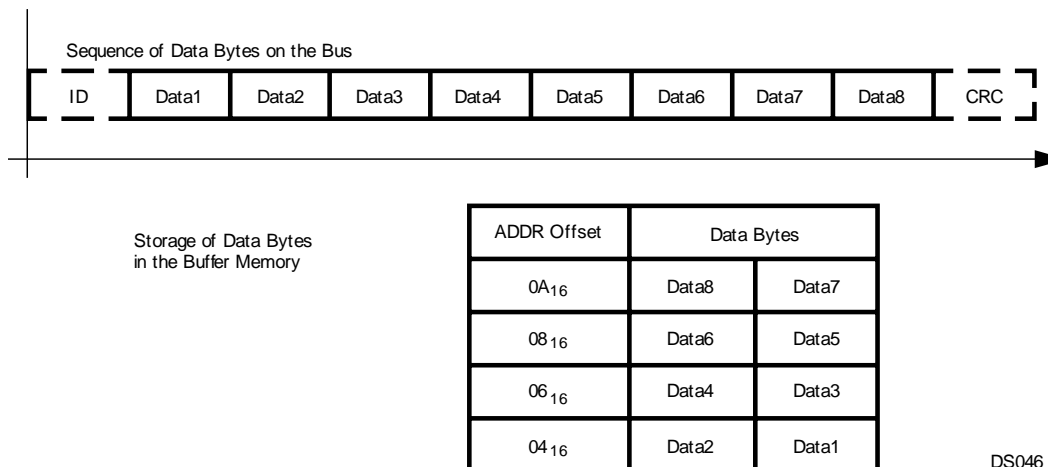 Sequence of Data Bytes on the Bus
ID Data1 Data2 Data3 Data4 Data5 Data6 Data7 Data8 CRC
Storage of Data Bytes
in the Buffer Memory
ADDR Offset Data Bytes
0A16 Data8 Data7
0816 Data6 Data5
0616 Data4 Data3
0416 Data2 Data1
DS046